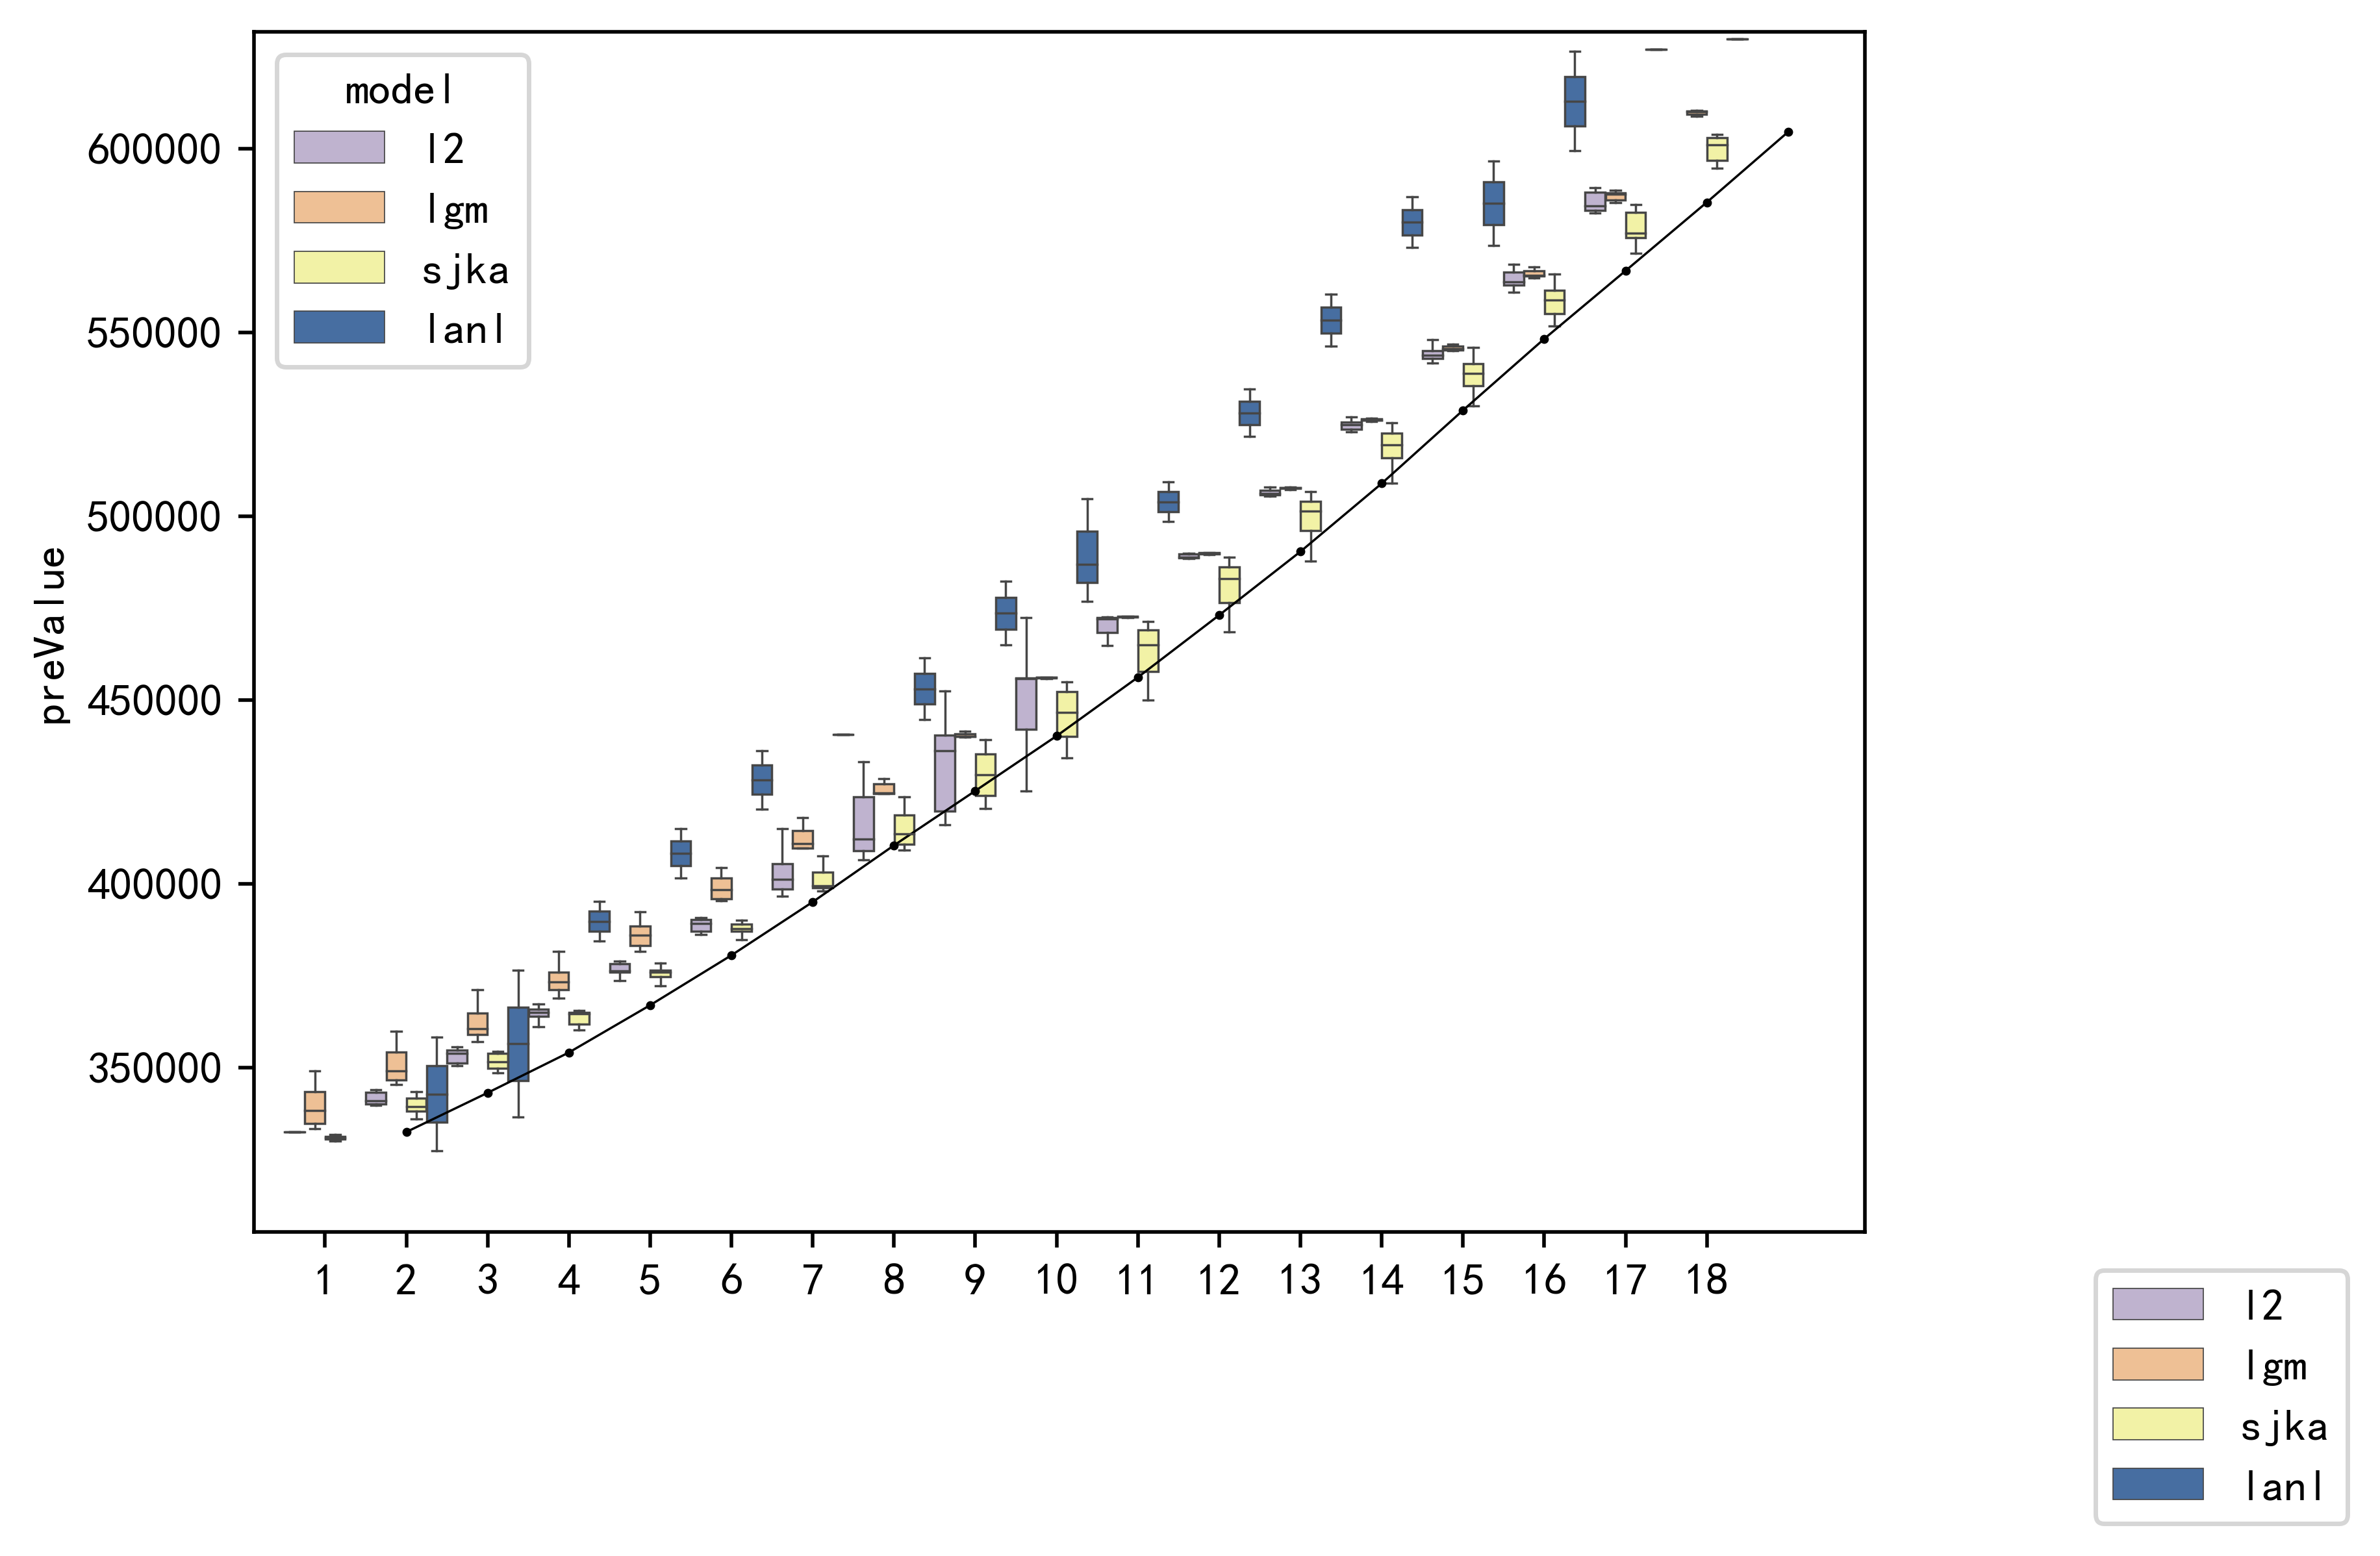 model
l2
lgm
sjka
lanl
600000
550000
500000
450000
400000
350000
preValue
1 2 3 4 5 6 7 8 9 10 11 12 13 14 15 16 17 18
l2
lgm
sjka
lanl